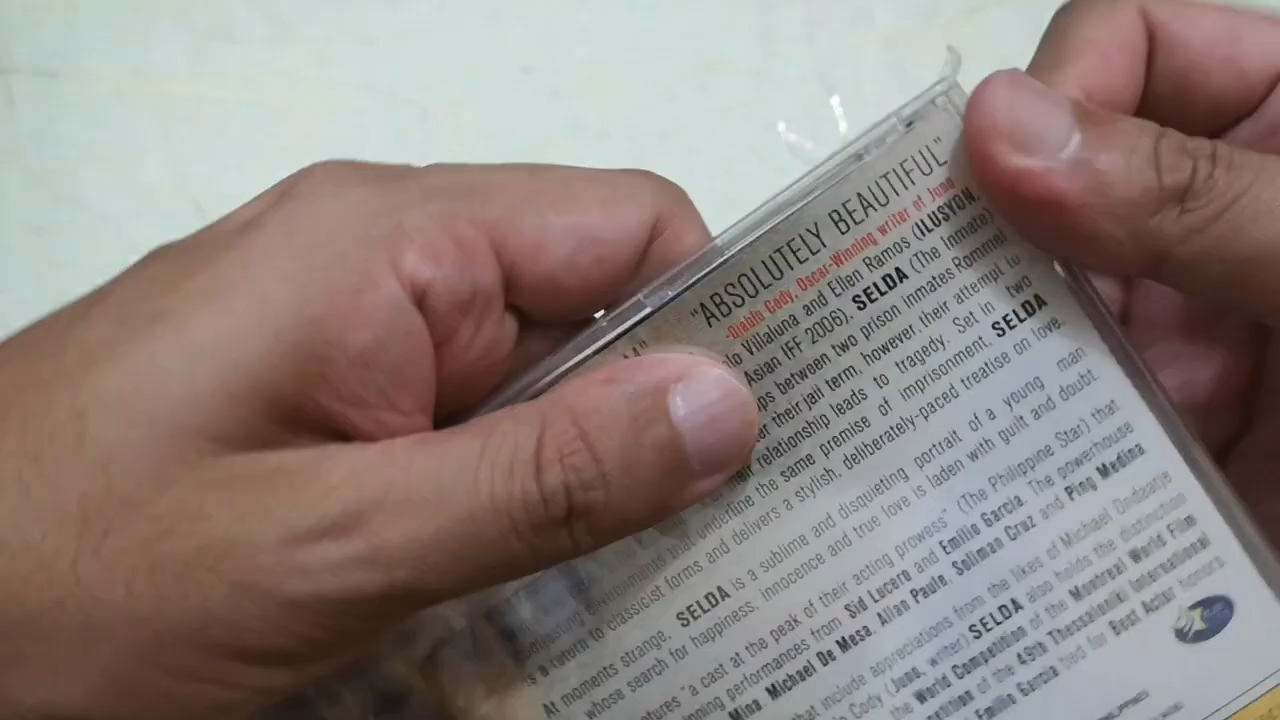 "ABSOLUTELY BEAUTIFUL"
-Diablo Cody, Oscar-Winning writer of Juno
lo Villaluna and Ellen Ramos (ILUSYON,
Asian IFF 2006), SELDA (The Inmate)
ps between two prison inmates Rommel
er their jail term, however, their attempt to
their relationship leads to tragedy. Set in two
environments that underline the same premise of imprisonment, SELDA
is a return to classicist forms and delivers a stylish, deliberately-paced treatise on love.
At moments strange, SELDA is a sublime and disquieting portrait of a young man
whose search for happiness, innocence and true love is laden with guilt and doubt.
atures "a cast at the peak of their acting prowess" (The Philippine Star) that
nning performances from Sid Lucero and Emilio Garcia. The powerhouse
Mina, Michael De Mesa, Allan Paule, Soliman Cruz and Ping Medina.
that include appreciations from the likes of Michael Ondaatje
lo Cody (Juno, writer) SELDA also holds the distinction
the World Competition of the Montreal World Film
eption of the 49th Thessaloniki International
Emilio Garcia tied for Best Actor honors.